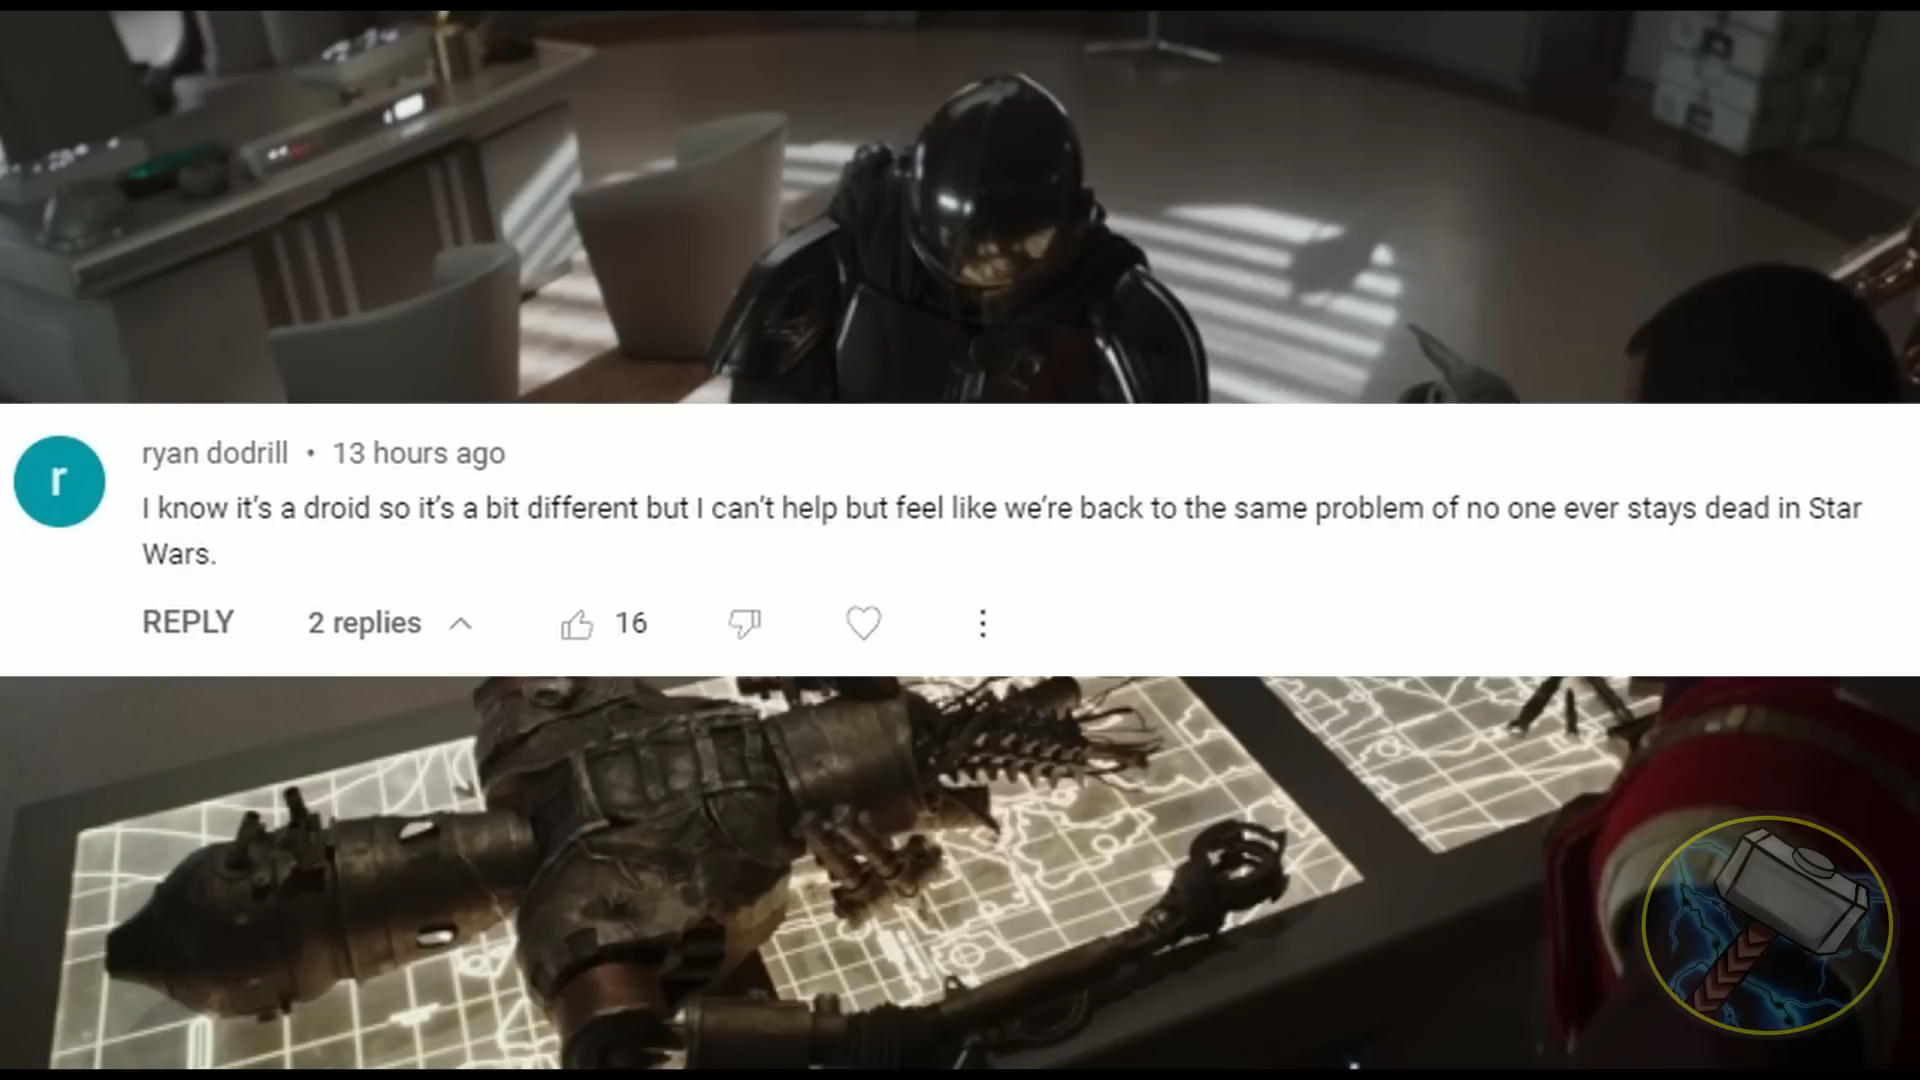 r
ryan dodrill • 13 hours ago
I know it's a droid so it's a bit different but I can't help but feel like we're back to the same problem of no one ever stays dead in Star
Wars.
REPLY 2 replies 16